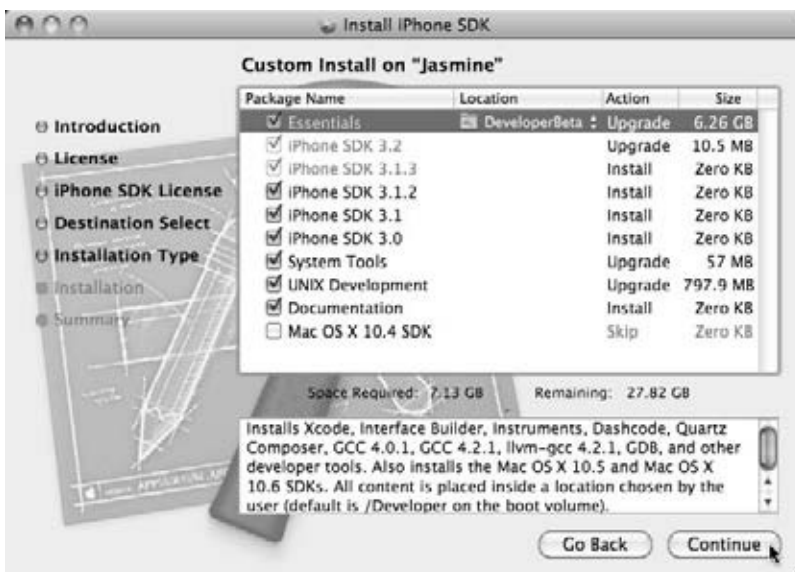 Install iPhone SDK
Custom Install on "Jasmine"
Introduction
License
iPhone SDK License
Destination Select
Installation Type
Installation
Summary
Package Name Location Action Size
Essentials DeveloperBeta Upgrade 6.26 GB
iPhone SDK 3.2 Upgrade 10.5 MB
iPhone SDK 3.1.3 Install Zero KB
iPhone SDK 3.1.2 Install Zero KB
iPhone SDK 3.1 Install Zero KB
iPhone SDK 3.0 Install Zero KB
System Tools Upgrade 57 MB
UNIX Development Upgrade 797.9 MB
Documentation Install Zero KB
Mac OS X 10.4 SDK Skip Zero KB
Space Required: 7.13 GB Remaining: 27.82 GB
Installs Xcode, Interface Builder, Instruments, Dashcode, Quartz
Composer, GCC 4.0.1, GCC 4.2.1, llvm-gcc 4.2.1, GDB, and other
developer tools. Also installs the Mac OS X 10.5 and Mac OS X
10.6 SDKs. All content is placed inside a location chosen by the
user (default is /Developer on the boot volume).
Go Back Continue